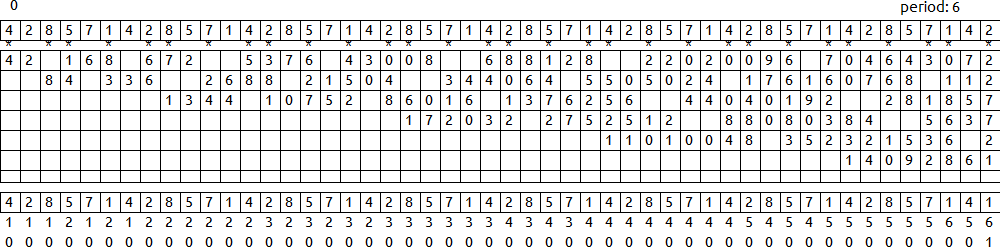 0 period: 6
4 2 8 5 7 1 4 2 8 5 7 1 4 2 8 5 7 1 4 2 8 5 7 1 4 2 8 5 7 1 4 2 8 5 7 1 4 2 8 5 7 1 4 2 8 5 7 1 4 2
* * * * * * * * * * * * * * * * * * * * * * * * * * * * * *
4 2 1 6 8 6 7 2 5 3 7 6 4 3 0 0 8 6 8 8 1 2 8 2 2 0 2 0 0 9 6 7 0 4 6 4 3 0 7 2
8 4 3 3 6 2 6 8 8 2 1 5 0 4 3 4 4 0 6 4 5 5 0 5 0 2 4 1 7 6 1 6 0 7 6 8 1 1 2
1 3 4 4 1 0 7 5 2 8 6 0 1 6 1 3 7 6 2 5 6 4 4 0 4 0 1 9 2 2 8 1 8 5 7
1 7 2 0 3 2 2 7 5 2 5 1 2 8 8 0 8 0 3 8 4 5 6 3 7
1 1 0 1 0 0 4 8 3 5 2 3 2 1 5 3 6 2
1 4 0 9 2 8 6 1
4 2 8 5 7 1 4 2 8 5 7 1 4 2 8 5 7 1 4 2 8 5 7 1 4 2 8 5 7 1 4 2 8 5 7 1 4 2 8 5 7 1 4 2 8 5 7 1 4 1
1 1 1 2 1 2 1 2 2 2 2 2 2 3 2 3 2 3 2 3 3 3 3 3 3 4 3 4 3 4 4 4 4 4 4 4 4 5 4 5 4 5 5 5 5 5 5 6 5 6
0 0 0 0 0 0 0 0 0 0 0 0 0 0 0 0 0 0 0 0 0 0 0 0 0 0 0 0 0 0 0 0 0 0 0 0 0 0 0 0 0 0 0 0 0 0 0 0 0 1